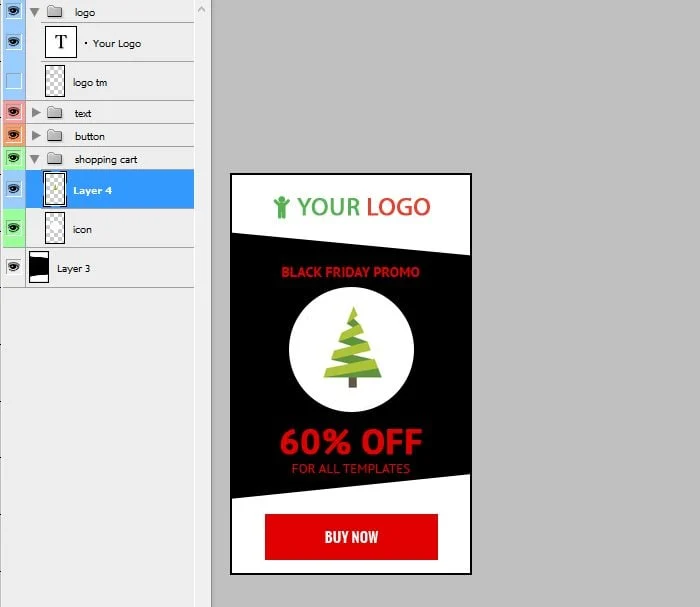 logo
T
Your Logo
logo tm
text
button
shopping cart
Layer 4
icon
Layer 3
YOUR LOGO
BLACK FRIDAY PROMO
60% OFF
FOR ALL TEMPLATES
BUY NOW